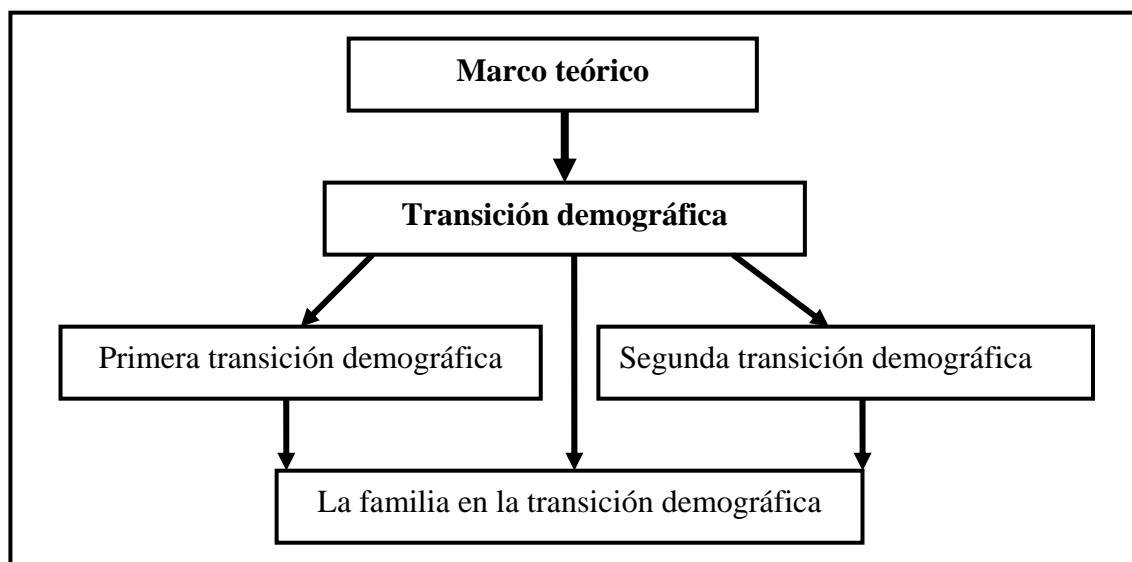 Marco teórico
Transición demográfica
Primera transición demográfica
Segunda transición demográfica
La familia en la transición demográfica